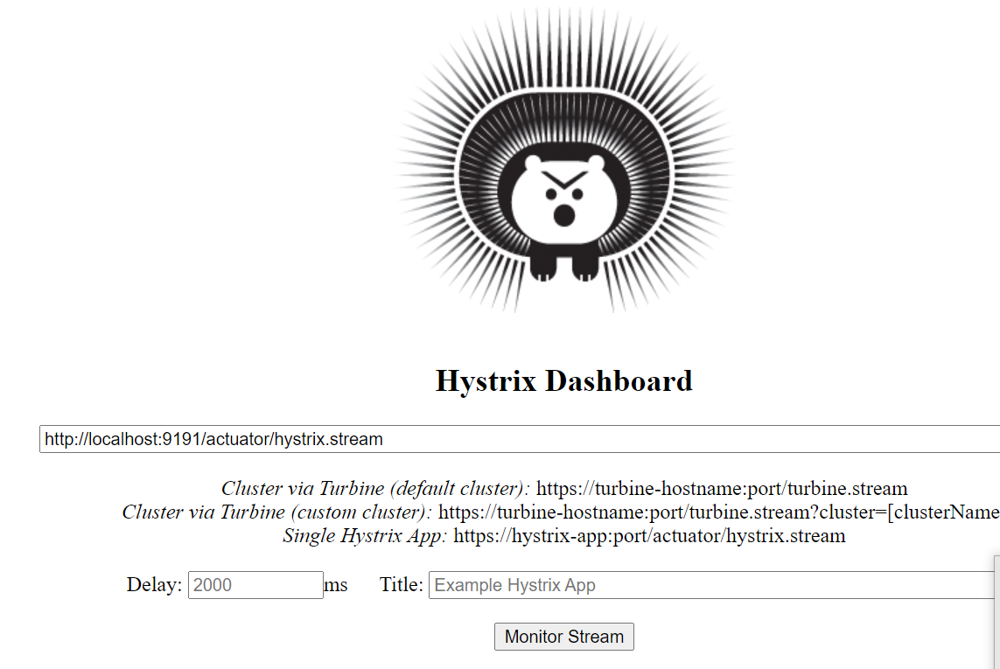 Hystrix Dashboard
http://localhost:9191/actuator/hystrix.stream
Cluster via Turbine (default cluster): https://turbine-hostname:port/turbine.stream
Cluster via Turbine (custom cluster): https://turbine-hostname:port/turbine.stream?cluster=[clusterName
Single Hystrix App: https://hystrix-app:port/actuator/hystrix.stream
Delay: 2000 ms Title: Example Hystrix App
Monitor Stream